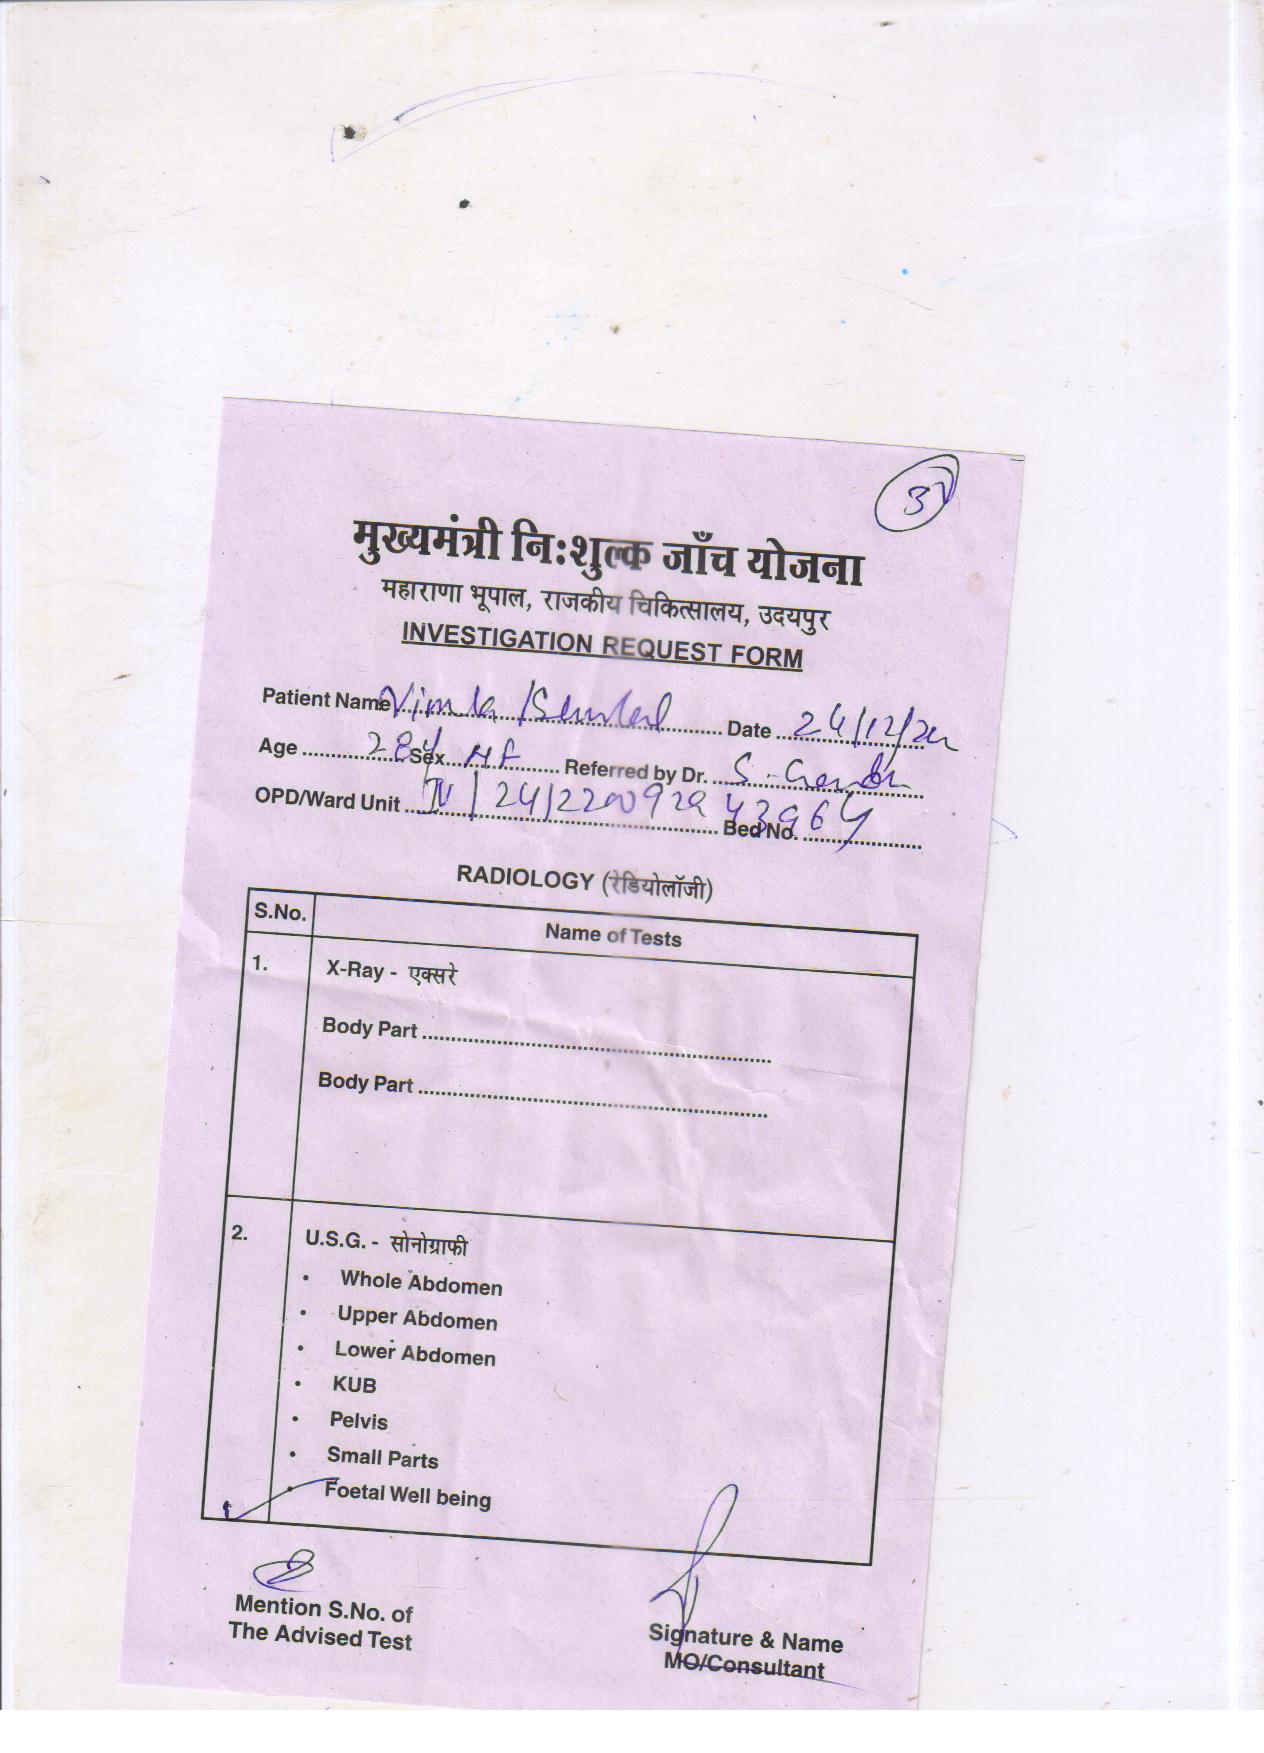 3
मुख्यमंत्री निःशुल्क जाँच योजना
महाराणा भूपाल, राजकीय चिकित्सालय, उदयपुर
INVESTIGATION REQUEST FORM
Patient Name Vimla Date 24/12/
Age 28y Sex F Referred by Dr. S.
OPD/Ward Unit IV / Bed No.
RADIOLOGY (रेडियोलॉजी)
S.No. Name of Tests
1. X-Ray - एक्सरे
Body Part
Body Part
2. U.S.G. - सोनोग्राफी
• Whole Abdomen
• Upper Abdomen
• Lower Abdomen
• KUB
• Pelvis
• Small Parts
• Foetal Well being
Mention S.No. of
The Advised Test
Signature & Name
MO/Consultant